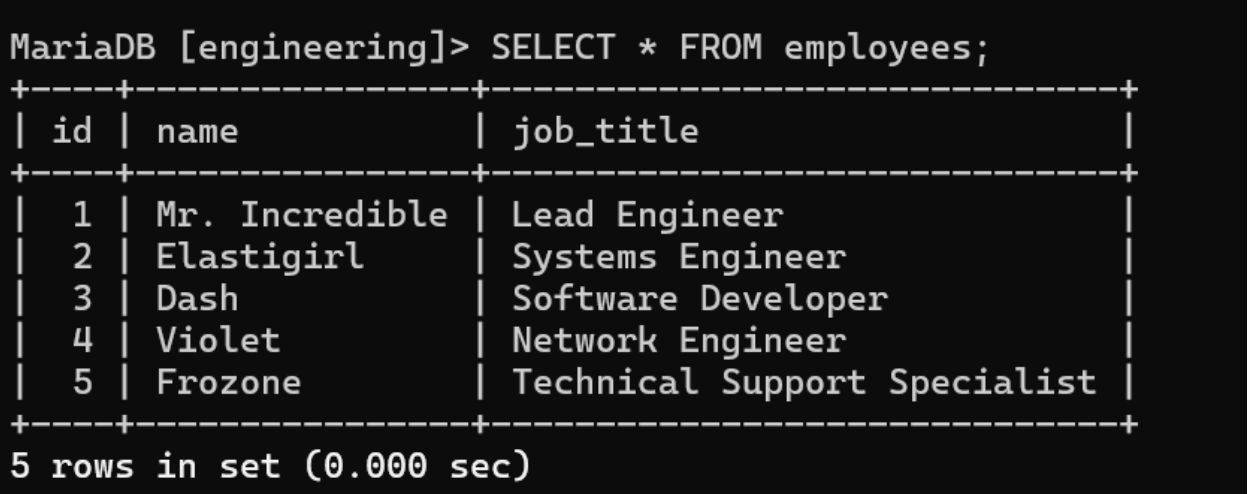 MariaDB [engineering]> SELECT * FROM employees;
+----+----------------+------------------------------+
| id | name           | job_title                    |
+----+----------------+------------------------------+
|  1 | Mr. Incredible | Lead Engineer                |
|  2 | Elastigirl     | Systems Engineer             |
|  3 | Dash           | Software Developer           |
|  4 | Violet         | Network Engineer             |
|  5 | Frozone        | Technical Support Specialist |
+----+----------------+------------------------------+
5 rows in set (0.000 sec)